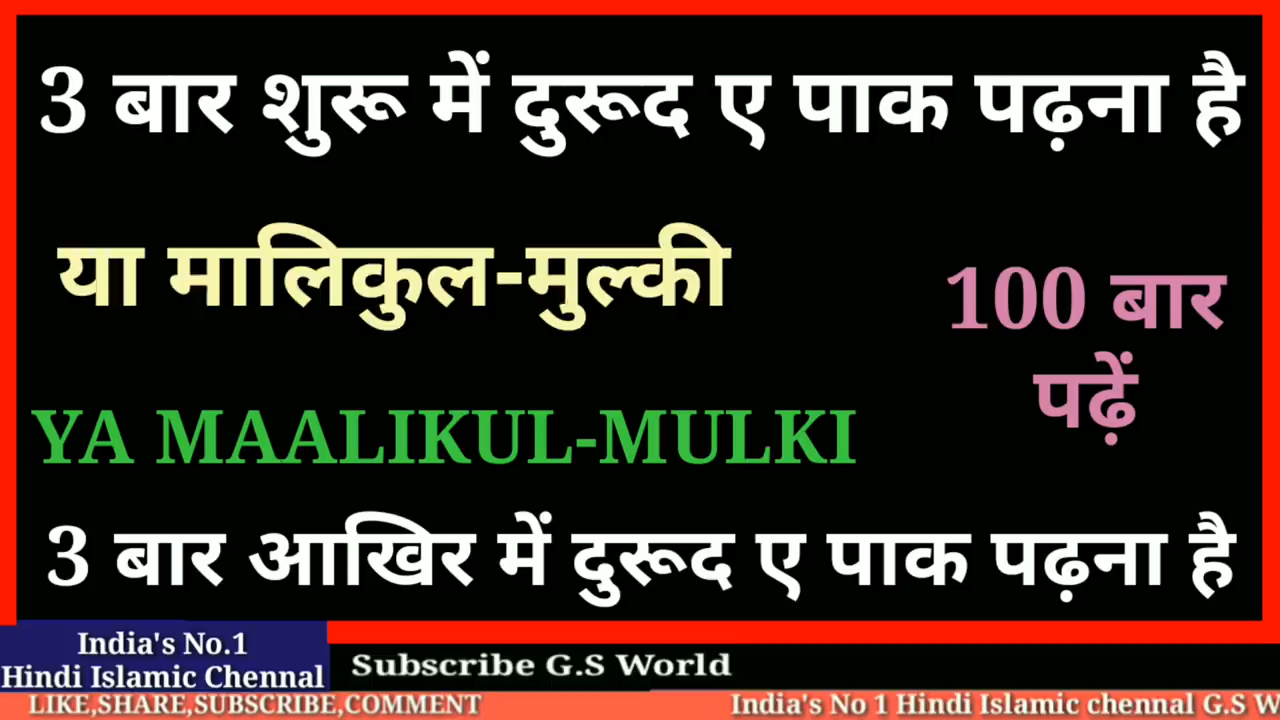 3 बार शुरू में दुरूद ए पाक पढ़ना है
या मालिकुल-मुल्की
100 बार
पढ़ें
YA MAALIKUL-MULKI
3 बार आखिर में दुरूद ए पाक पढ़ना है
India's No.1
Hindi Islamic Chennal
Subscribe G.S World
LIKE,SHARE,SUBSCRIBE,COMMENT
India's No 1 Hindi Islamic chennal G.S W